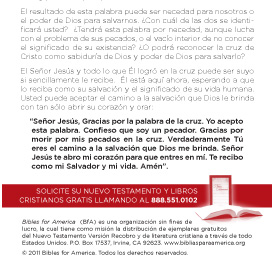 El resultado de esta palabra puede ser necedad para nosotros o
el poder de Dios para salvarnos. ¿Con cuál de las dos se identi-
ficará usted?  ¿Tendrá esta palabra por necedad, aunque lucha
con el problema de sus pecados, o el vacío interior de no conocer
el significado de su existencia? ¿O podrá reconocer la cruz de
Cristo como sabiduría de Dios y poder de Dios para salvarlo?
El Señor Jesús y todo lo que Él logró en la cruz puede ser suyo
si sencillamente le recibe.  Él está aquí ahora, esperando a que
lo reciba como su salvación y el significado de su vida humana.
Usted puede aceptar el camino a la salvación que Dios le brinda
con tan sólo abrir su corazón y orar:
"Señor Jesús, Gracias por la palabra de la cruz. Yo acepto
esta palabra. Confieso que soy un pecador. Gracias por
morir por mis pecados en la cruz. Verdaderamente Tú
eres el camino a la salvación que Dios me brinda. Señor
Jesús te abro mi corazón para que entres en mí. Te recibo
como mi Salvador y mi vida. Amén".
SOLICITE SU NUEVO TESTAMENTO Y LIBROS
CRISTIANOS GRATIS LLAMANDO AL 888.551.0102
Bibles for America (BfA) es una organización sin fines de
lucro, la cual tiene como misión la distribución de ejemplares gratuitos
del Nuevo Testamento Versión Recobro y de literatura cristiana a través de todo
Estados Unidos. P.O. Box 17537, Irvine, CA 92623. www.bibliasparaamerica.org
© 2011 Bibles for America. Todos los derechos reservados.